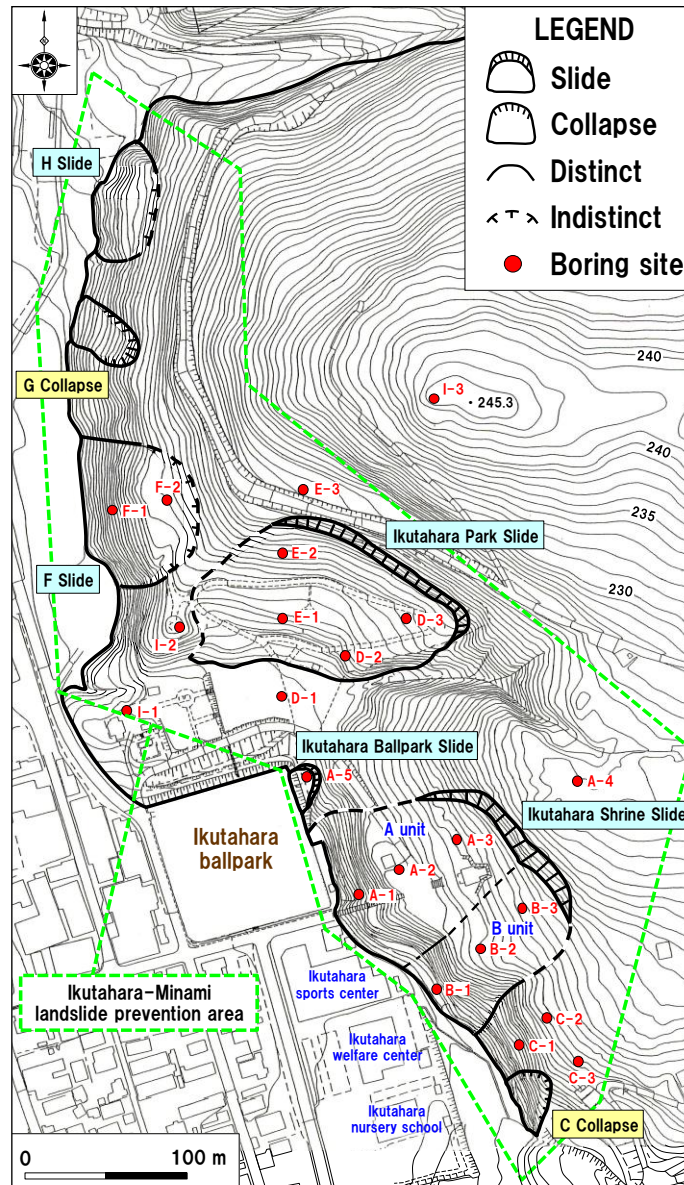 LEGEND
Slide
Collapse
Distinct
Indistinct
Boring site
H Slide
G Collapse
240
I-3
245.3
240
235
230
F-2
F-1
E-3
Ikutahara Park Slide
E-2
F Slide
E-1
D-3
I-2
D-2
D-1
I-1
Ikutahara Ballpark Slide
A-5
A-4
Ikutahara Shrine Slide
A unit
A-3
Ikutahara
ballpark
A-2
A-1
B-3
B unit
B-2
Ikutahara
sports center
B-1
Ikutahara-Minami
landslide prevention area
C-2
Ikutahara
welfare center
C-1
C-3
Ikutahara
nursery school
C Collapse
0 100 m